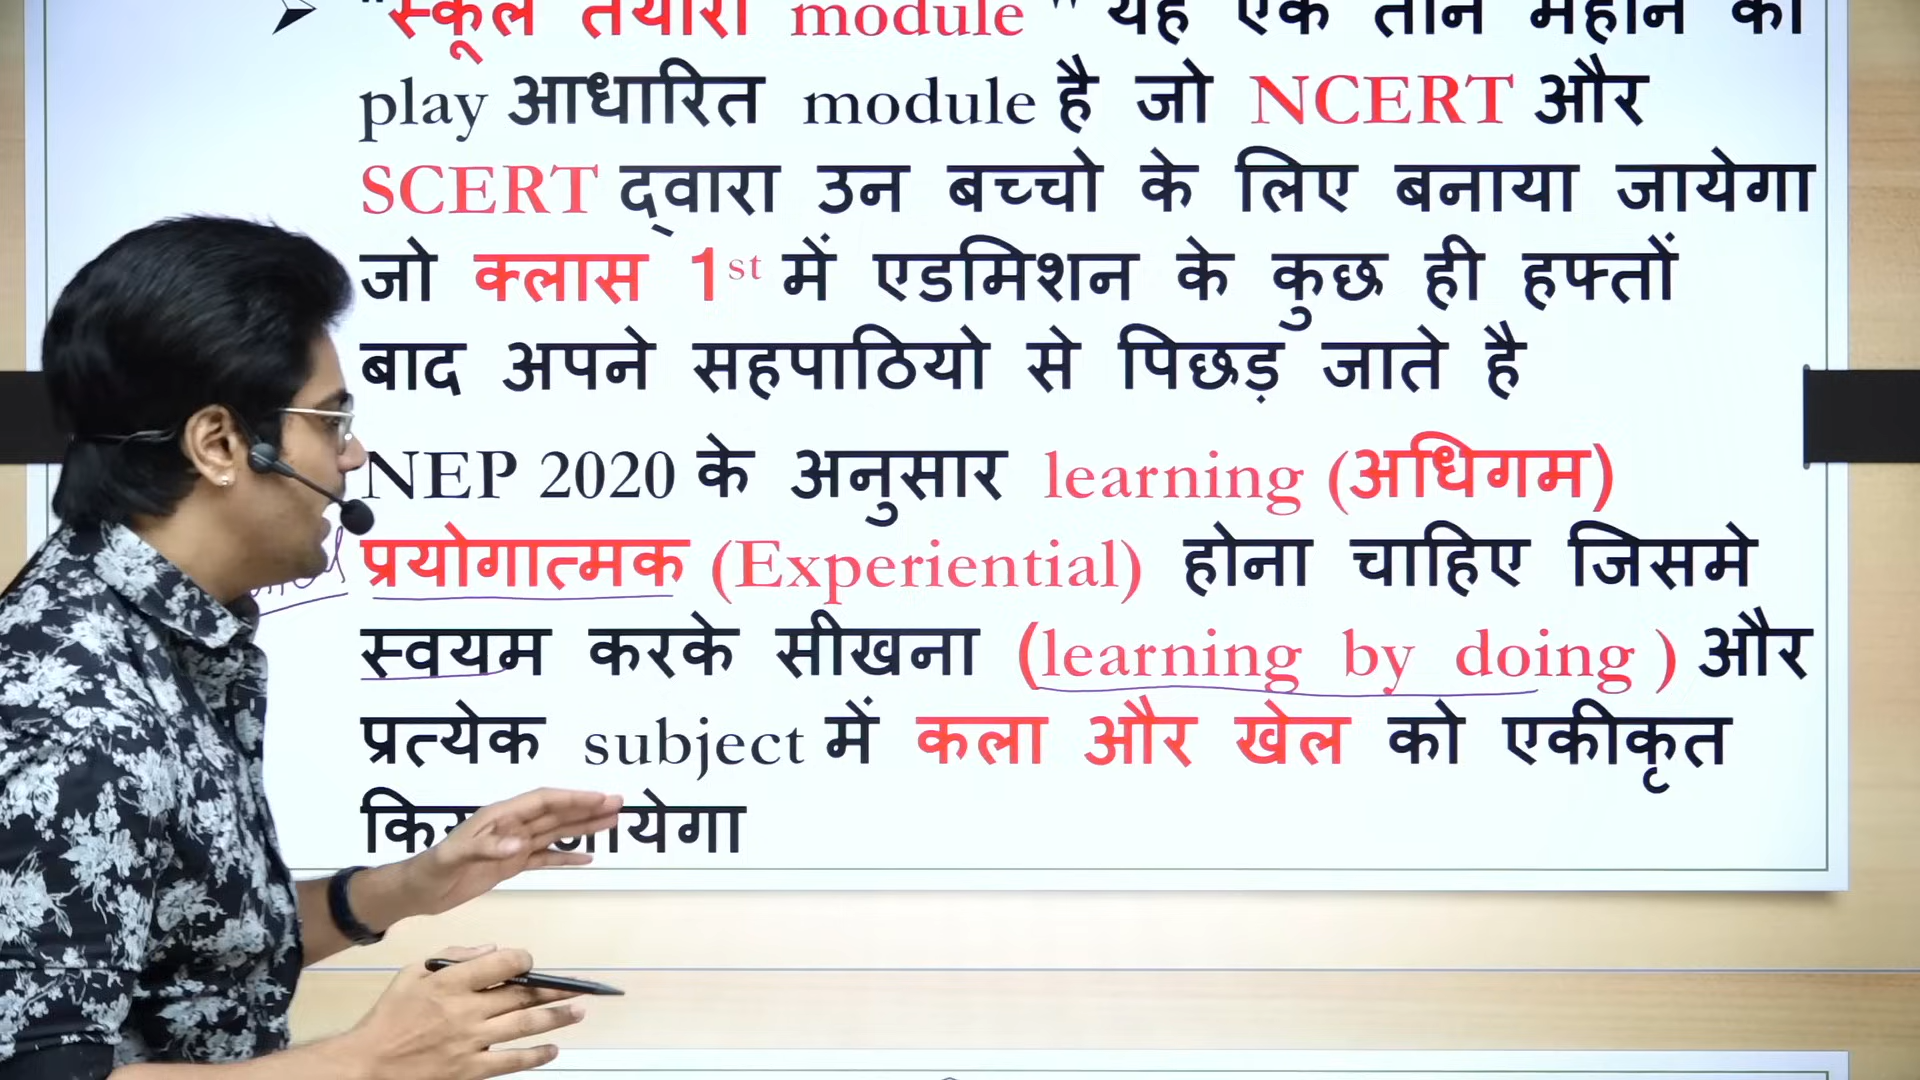 "स्कूल तैयारी module " यह एक तीन महीने का
play आधारित module है जो NCERT और
SCERT द्वारा उन बच्चो के लिए बनाया जायेगा
जो क्लास 1st में एडमिशन के कुछ ही हफ्तों
बाद अपने सहपाठियो से पिछड़ जाते है
NEP 2020 के अनुसार learning (अधिगम)
प्रयोगात्मक (Experiential) होना चाहिए जिसमे
स्वयम करके सीखना (learning by doing ) और
प्रत्येक subject में कला और खेल को एकीकृत
जायेगा